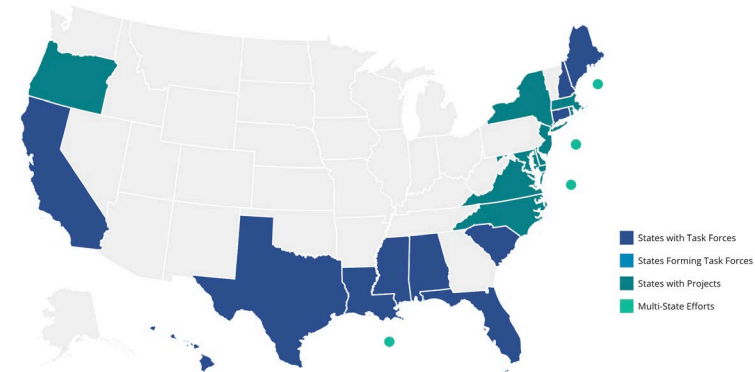 States with Task Forces
States Forming Task Forces
States with Projects
Multi-State Efforts